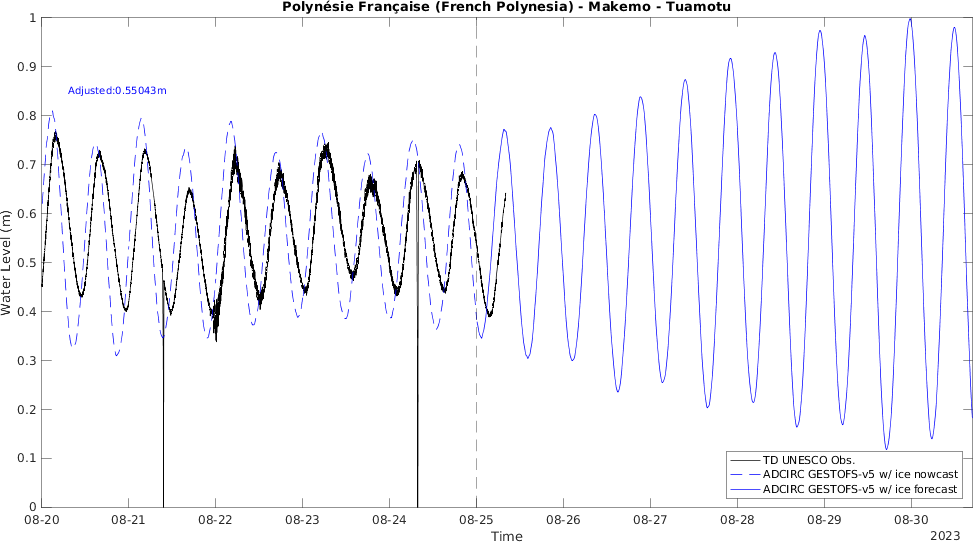 Polynésie Française (French Polynesia) - Makemo - Tuamotu
1
0.9
0.8
0.7
0.6
0.5
0.4
0.3
0.2
0.1
0
Water Level (m)
Adjusted:0.55043m
TD UNESCO Obs.
ADCIRC GESTOFS-v5 w/ ice nowcast
ADCIRC GESTOFS-v5 w/ ice forecast
08-20 08-21 08-22 08-23 08-24 08-25 08-26 08-27 08-28 08-29 08-30
Time
2023